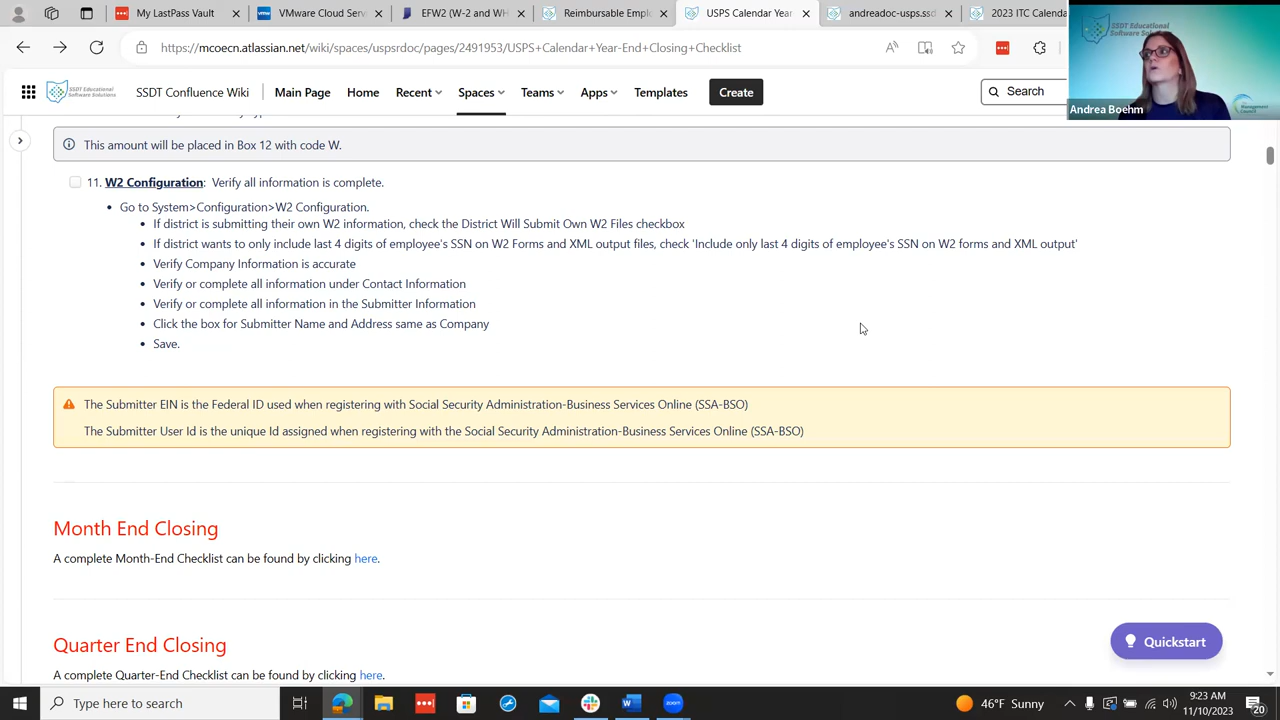 My LastPass Vault
VMware Cloud Serv
EFW2 (W-2 and WH
Reimbursable Emplo
USPS Calendar Year
andreadoc-usps.ssd
2023 ITC Calenda
https://mcoecn.atlassian.net/wiki/spaces/uspsrdoc/pages/2491953/USPS+Calendar+Year-End+Closing+Checklist
SSDT Educational
Software Solutions
SSDT Confluence Wiki
Main Page
Home
Recent
Spaces
Teams
Apps
Templates
Create
Search
Andrea Boehm
Management
Council
This amount will be placed in Box 12 with code W.
11. W2 Configuration: Verify all information is complete.
Go to System>Configuration>W2 Configuration.
If district is submitting their own W2 information, check the District Will Submit Own W2 Files checkbox
If district wants to only include last 4 digits of employee's SSN on W2 Forms and XML output files, check 'Include only last 4 digits of employee's SSN on W2 forms and XML output'
Verify Company Information is accurate
Verify or complete all information under Contact Information
Verify or complete all information in the Submitter Information
Click the box for Submitter Name and Address same as Company
Save.
The Submitter EIN is the Federal ID used when registering with Social Security Administration-Business Services Online (SSA-BSO)
The Submitter User Id is the unique Id assigned when registering with the Social Security Administration-Business Services Online (SSA-BSO)
Month End Closing
A complete Month-End Checklist can be found by clicking here.
Quarter End Closing
A complete Quarter-End Checklist can be found by clicking here.
Quickstart
Type here to search
46°F Sunny
9:23 AM
11/10/2023
20